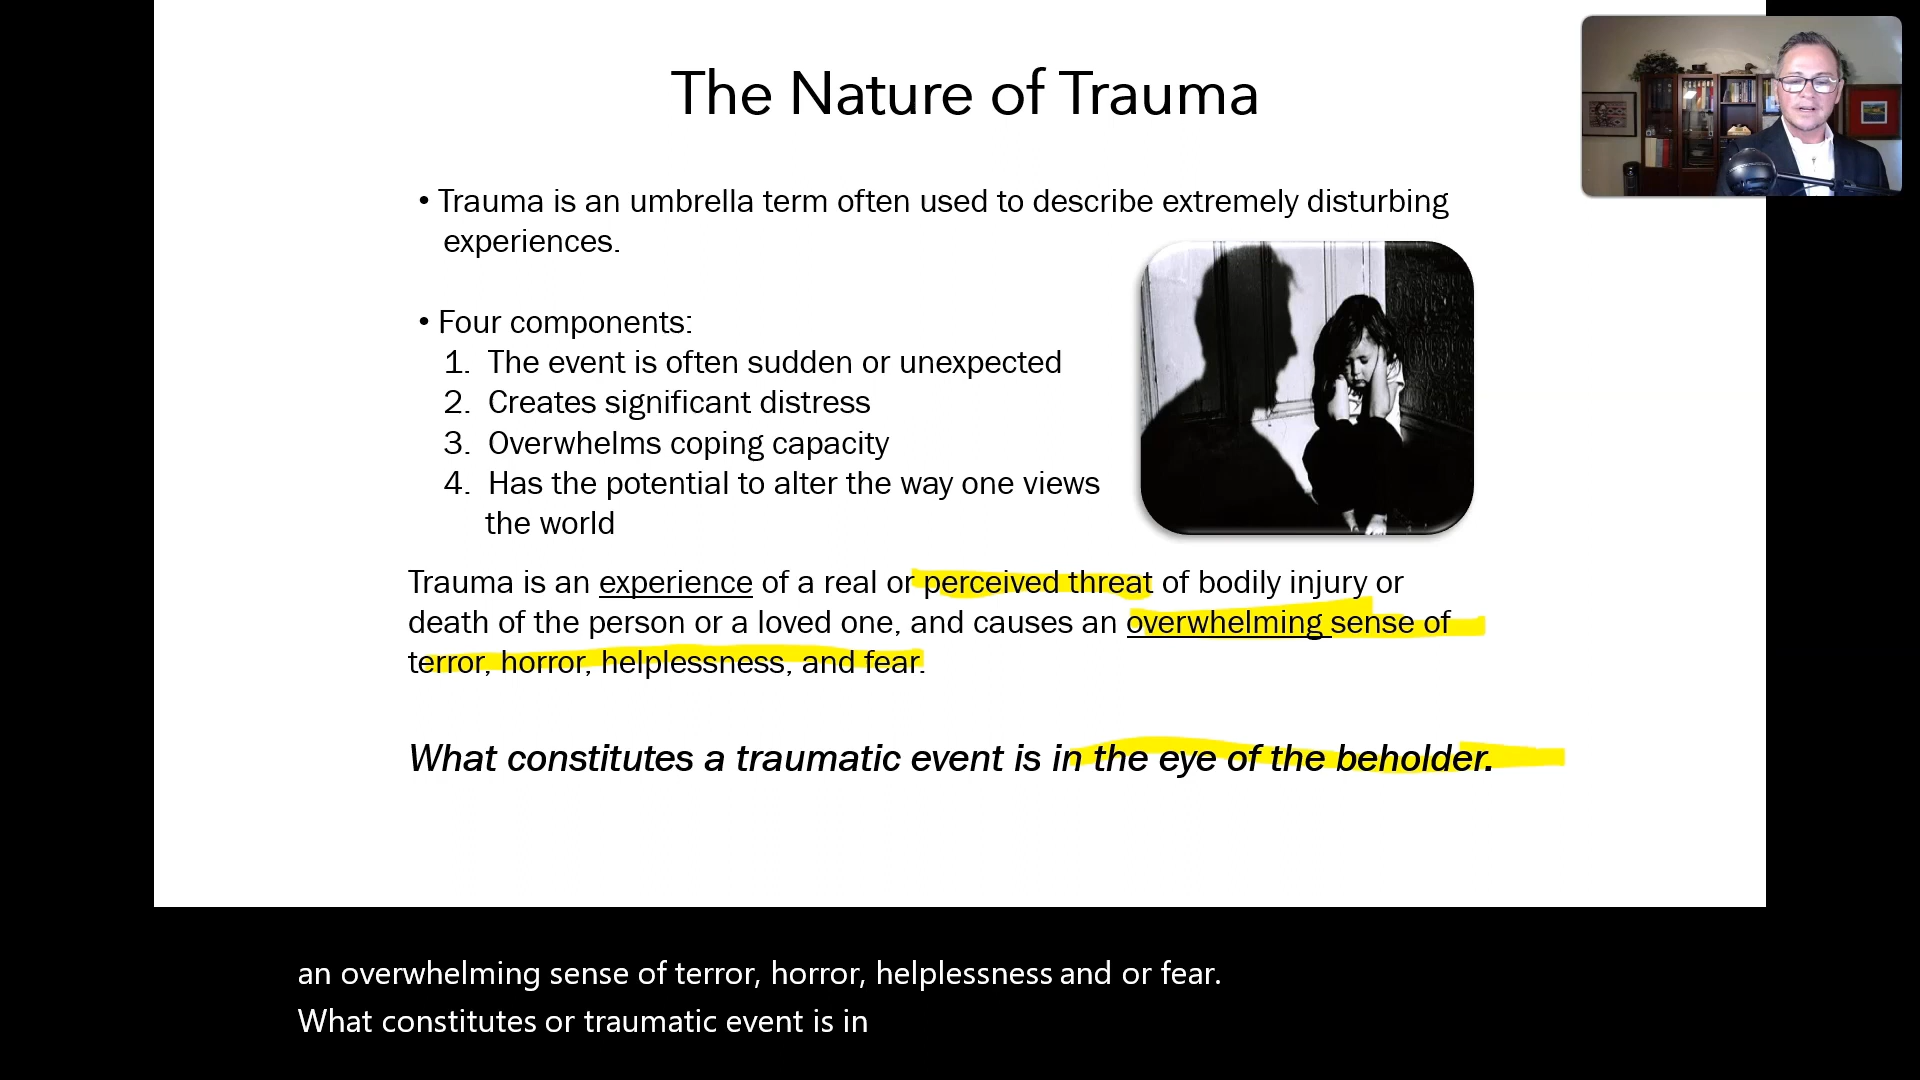 The Nature of Trauma
• Trauma is an umbrella term often used to describe extremely disturbing
experiences.
• Four components:
1. The event is often sudden or unexpected
2. Creates significant distress
3. Overwhelms coping capacity
4. Has the potential to alter the way one views
the world
Trauma is an experience of a real or perceived threat of bodily injury or
death of the person or a loved one, and causes an overwhelming sense of
terror, horror, helplessness, and fear.
What constitutes a traumatic event is in the eye of the beholder.
an overwhelming sense of terror, horror, helplessness and or fear.
What constitutes or traumatic event is in